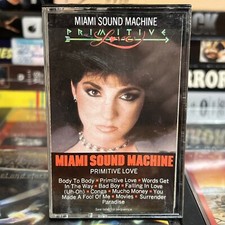 MIAMI SOUND MACHINE
PRIMITIVE
Love
MIAMI SOUND MACHINE
PRIMITIVE LOVE
Body To Body • Primitive Love • Words Get
In The Way • Bad Boy • Falling In Love
(Uh-Oh) • Conga • Mucho Money • You
Made A Fool Of Me • Movies • Surrender
Paradise